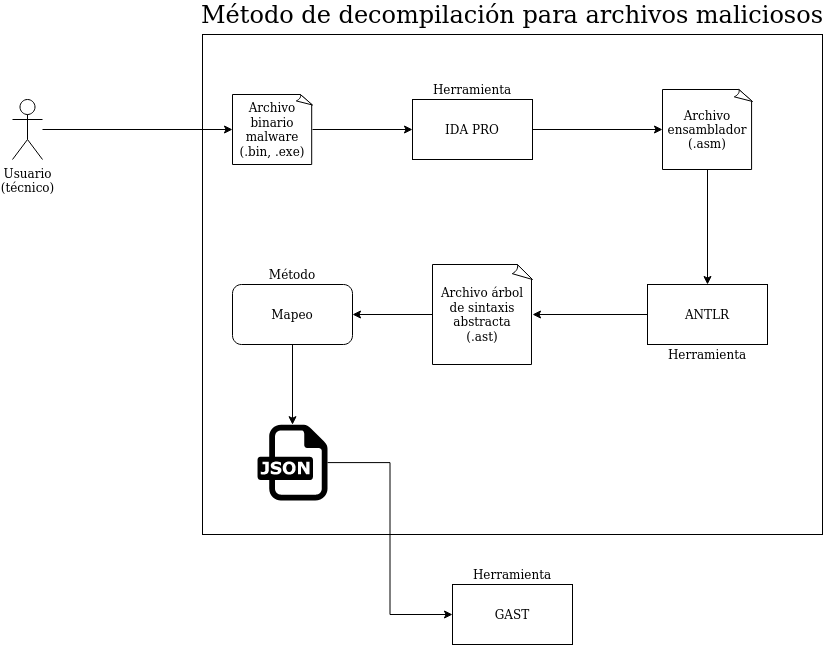 Método de decompilación para archivos maliciosos
Herramienta
Archivo
binario
malware
(.bin, .exe)
IDA PRO
Archivo
ensamblador
(.asm)
Usuario
(técnico)
Método
Mapeo
Archivo árbol
de sintaxis
abstracta
(.ast)
ANTLR
Herramienta
JSON
Herramienta
GAST